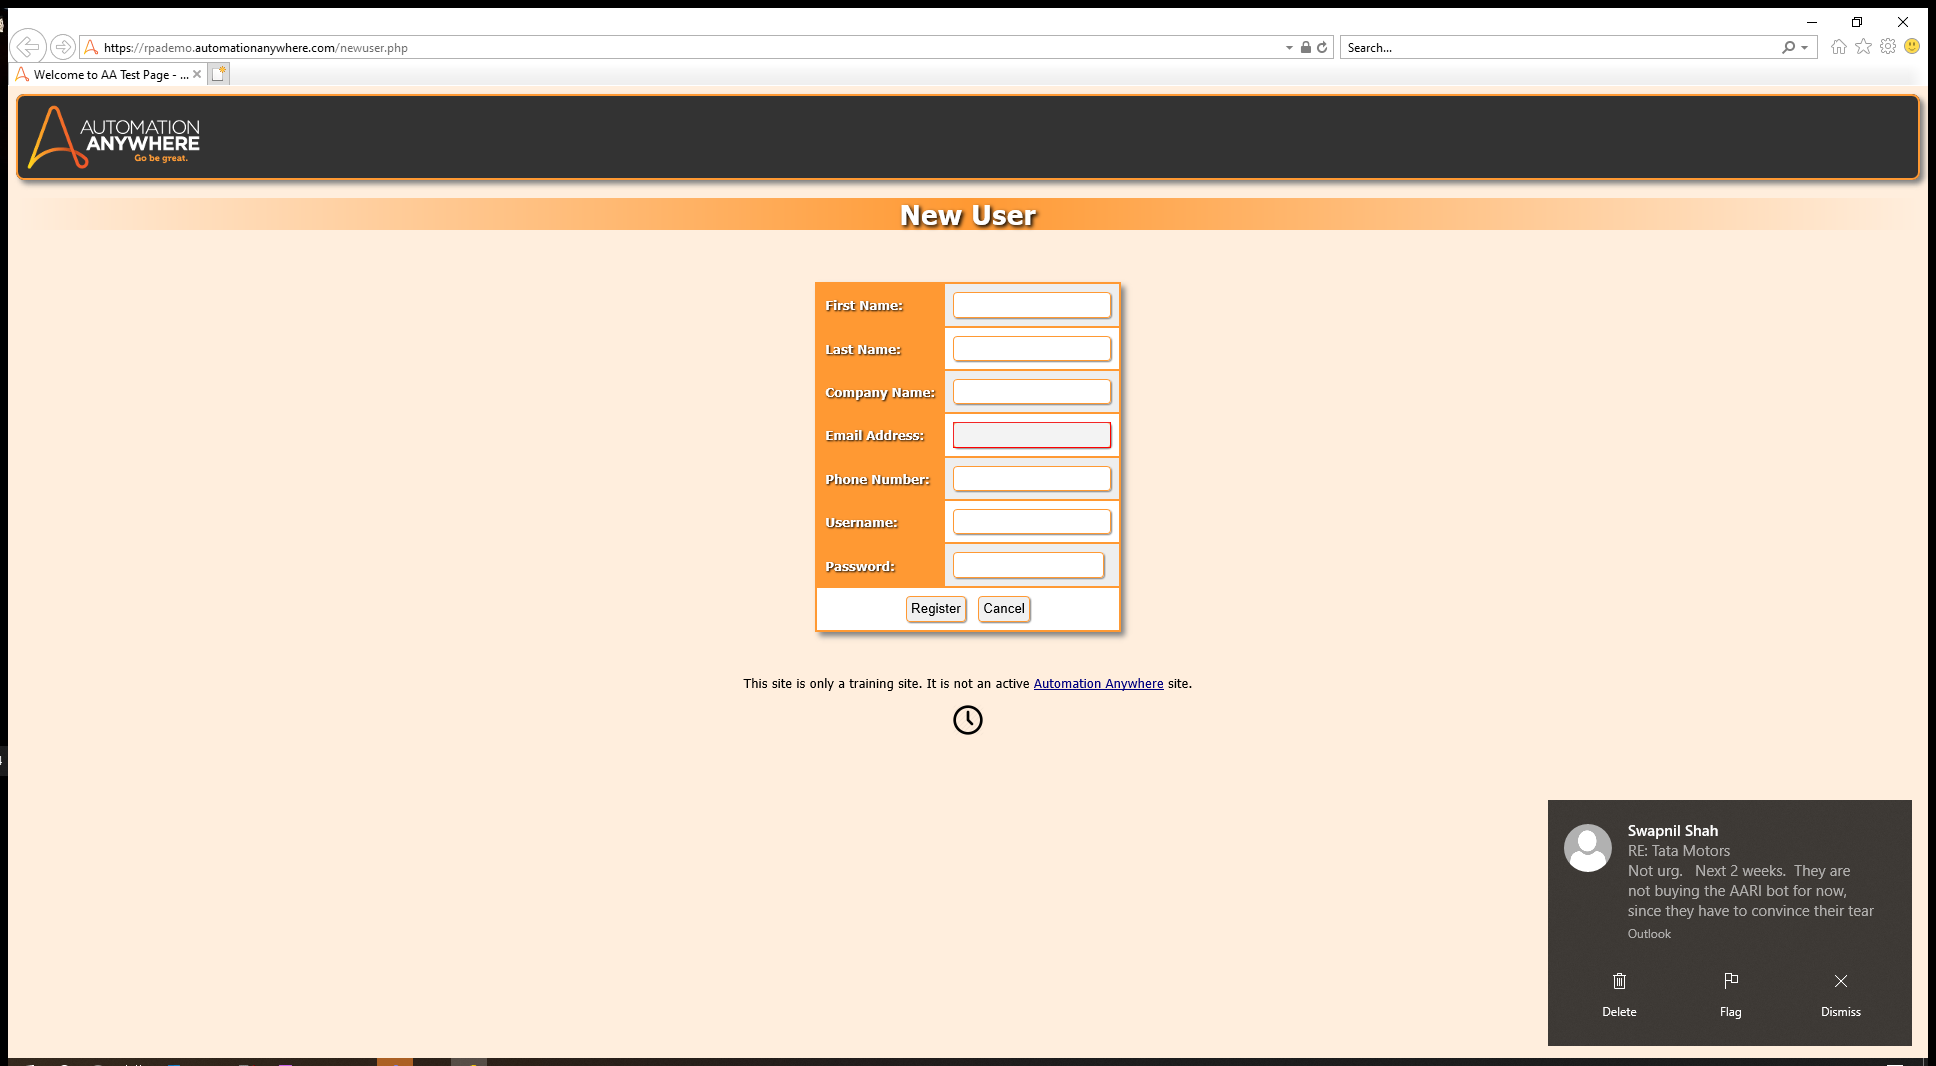 https://rpademo.automationanywhere.com/newuser.php
Search...
Welcome to AA Test Page - ...
AUTOMATION
ANYWHERE
Go be great.
New User
First Name:
Last Name:
Company Name:
Email Address:
Phone Number:
Username:
Password:
Register Cancel
This site is only a training site. It is not an active Automation Anywhere site.
Swapnil Shah
RE: Tata Motors
Not urg. Next 2 weeks. They are
not buying the AARI bot for now,
since they have to convince their tear
Outlook
Delete Flag Dismiss